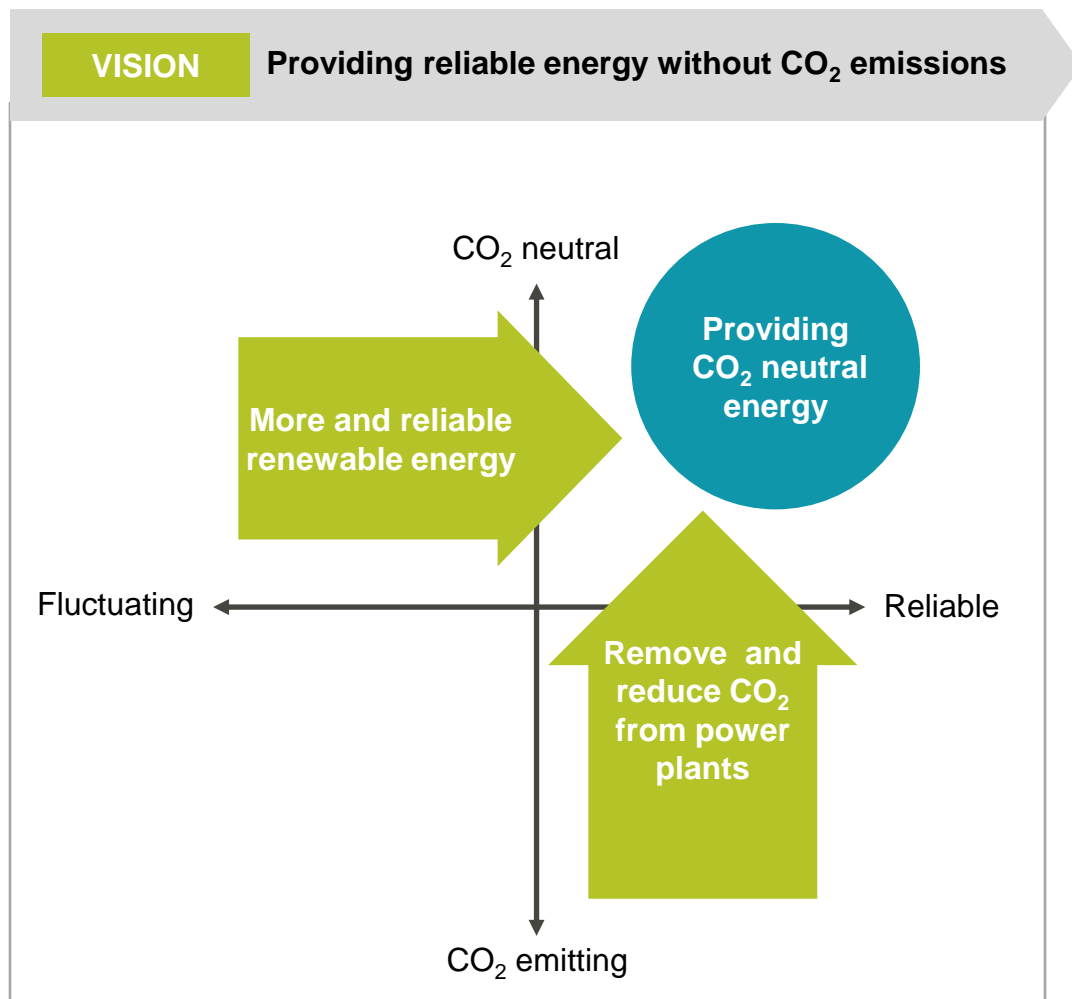 VISION Providing reliable energy without CO₂ emissions
CO₂ neutral
Providing
CO₂ neutral
energy
More and reliable
renewable energy
Fluctuating
Reliable
Remove and
reduce CO₂
from power
plants
CO₂ emitting